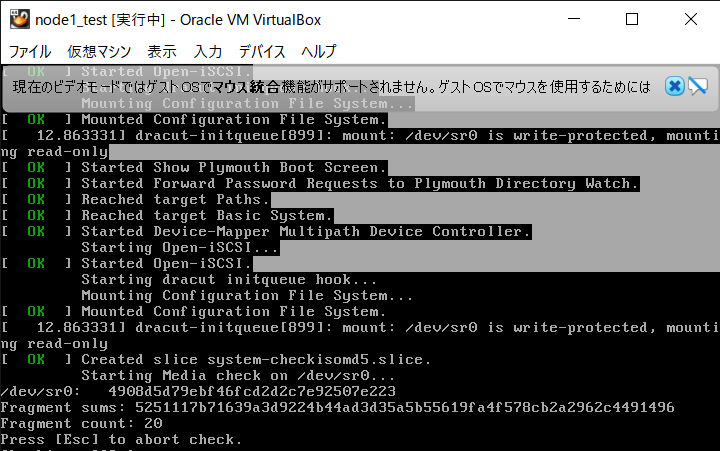 node1_test [実行中] - Oracle VM VirtualBox
ファイル 仮想マシン 表示 入力 デバイス ヘルプ
[  OK  ] Started Open-iSCSI.
現在のビデオモードではゲストOSでマウス統合機能がサポートされません。ゲストOSでマウスを使用するためには
Mounting Configuration File System...
[  OK  ] Mounted Configuration File System.
[   12.863331] dracut-initqueue[899]: mount: /dev/sr0 is write-protected, mounti
ng read-only
[  OK  ] Started Show Plymouth Boot Screen.
[  OK  ] Started Forward Password Requests to Plymouth Directory Watch.
[  OK  ] Reached target Paths.
[  OK  ] Reached target Basic System.
[  OK  ] Started Device-Mapper Multipath Device Controller.
Starting Open-iSCSI...
[  OK  ] Started Open-iSCSI.
Starting dracut initqueue hook...
Mounting Configuration File System...
[  OK  ] Mounted Configuration File System.
[   12.863331] dracut-initqueue[899]: mount: /dev/sr0 is write-protected, mounti
ng read-only
[  OK  ] Created slice system-checkisomd5.slice.
Starting Media check on /dev/sr0...
/dev/sr0:   4908d5d79ebf46fcd2d2c7e92507e223
Fragment sums: 5251117b71639a3d9224b44ad3d35a5b55619fa4f578cb2a2962c4491496
Fragment count: 20
Press [Esc] to abort check.